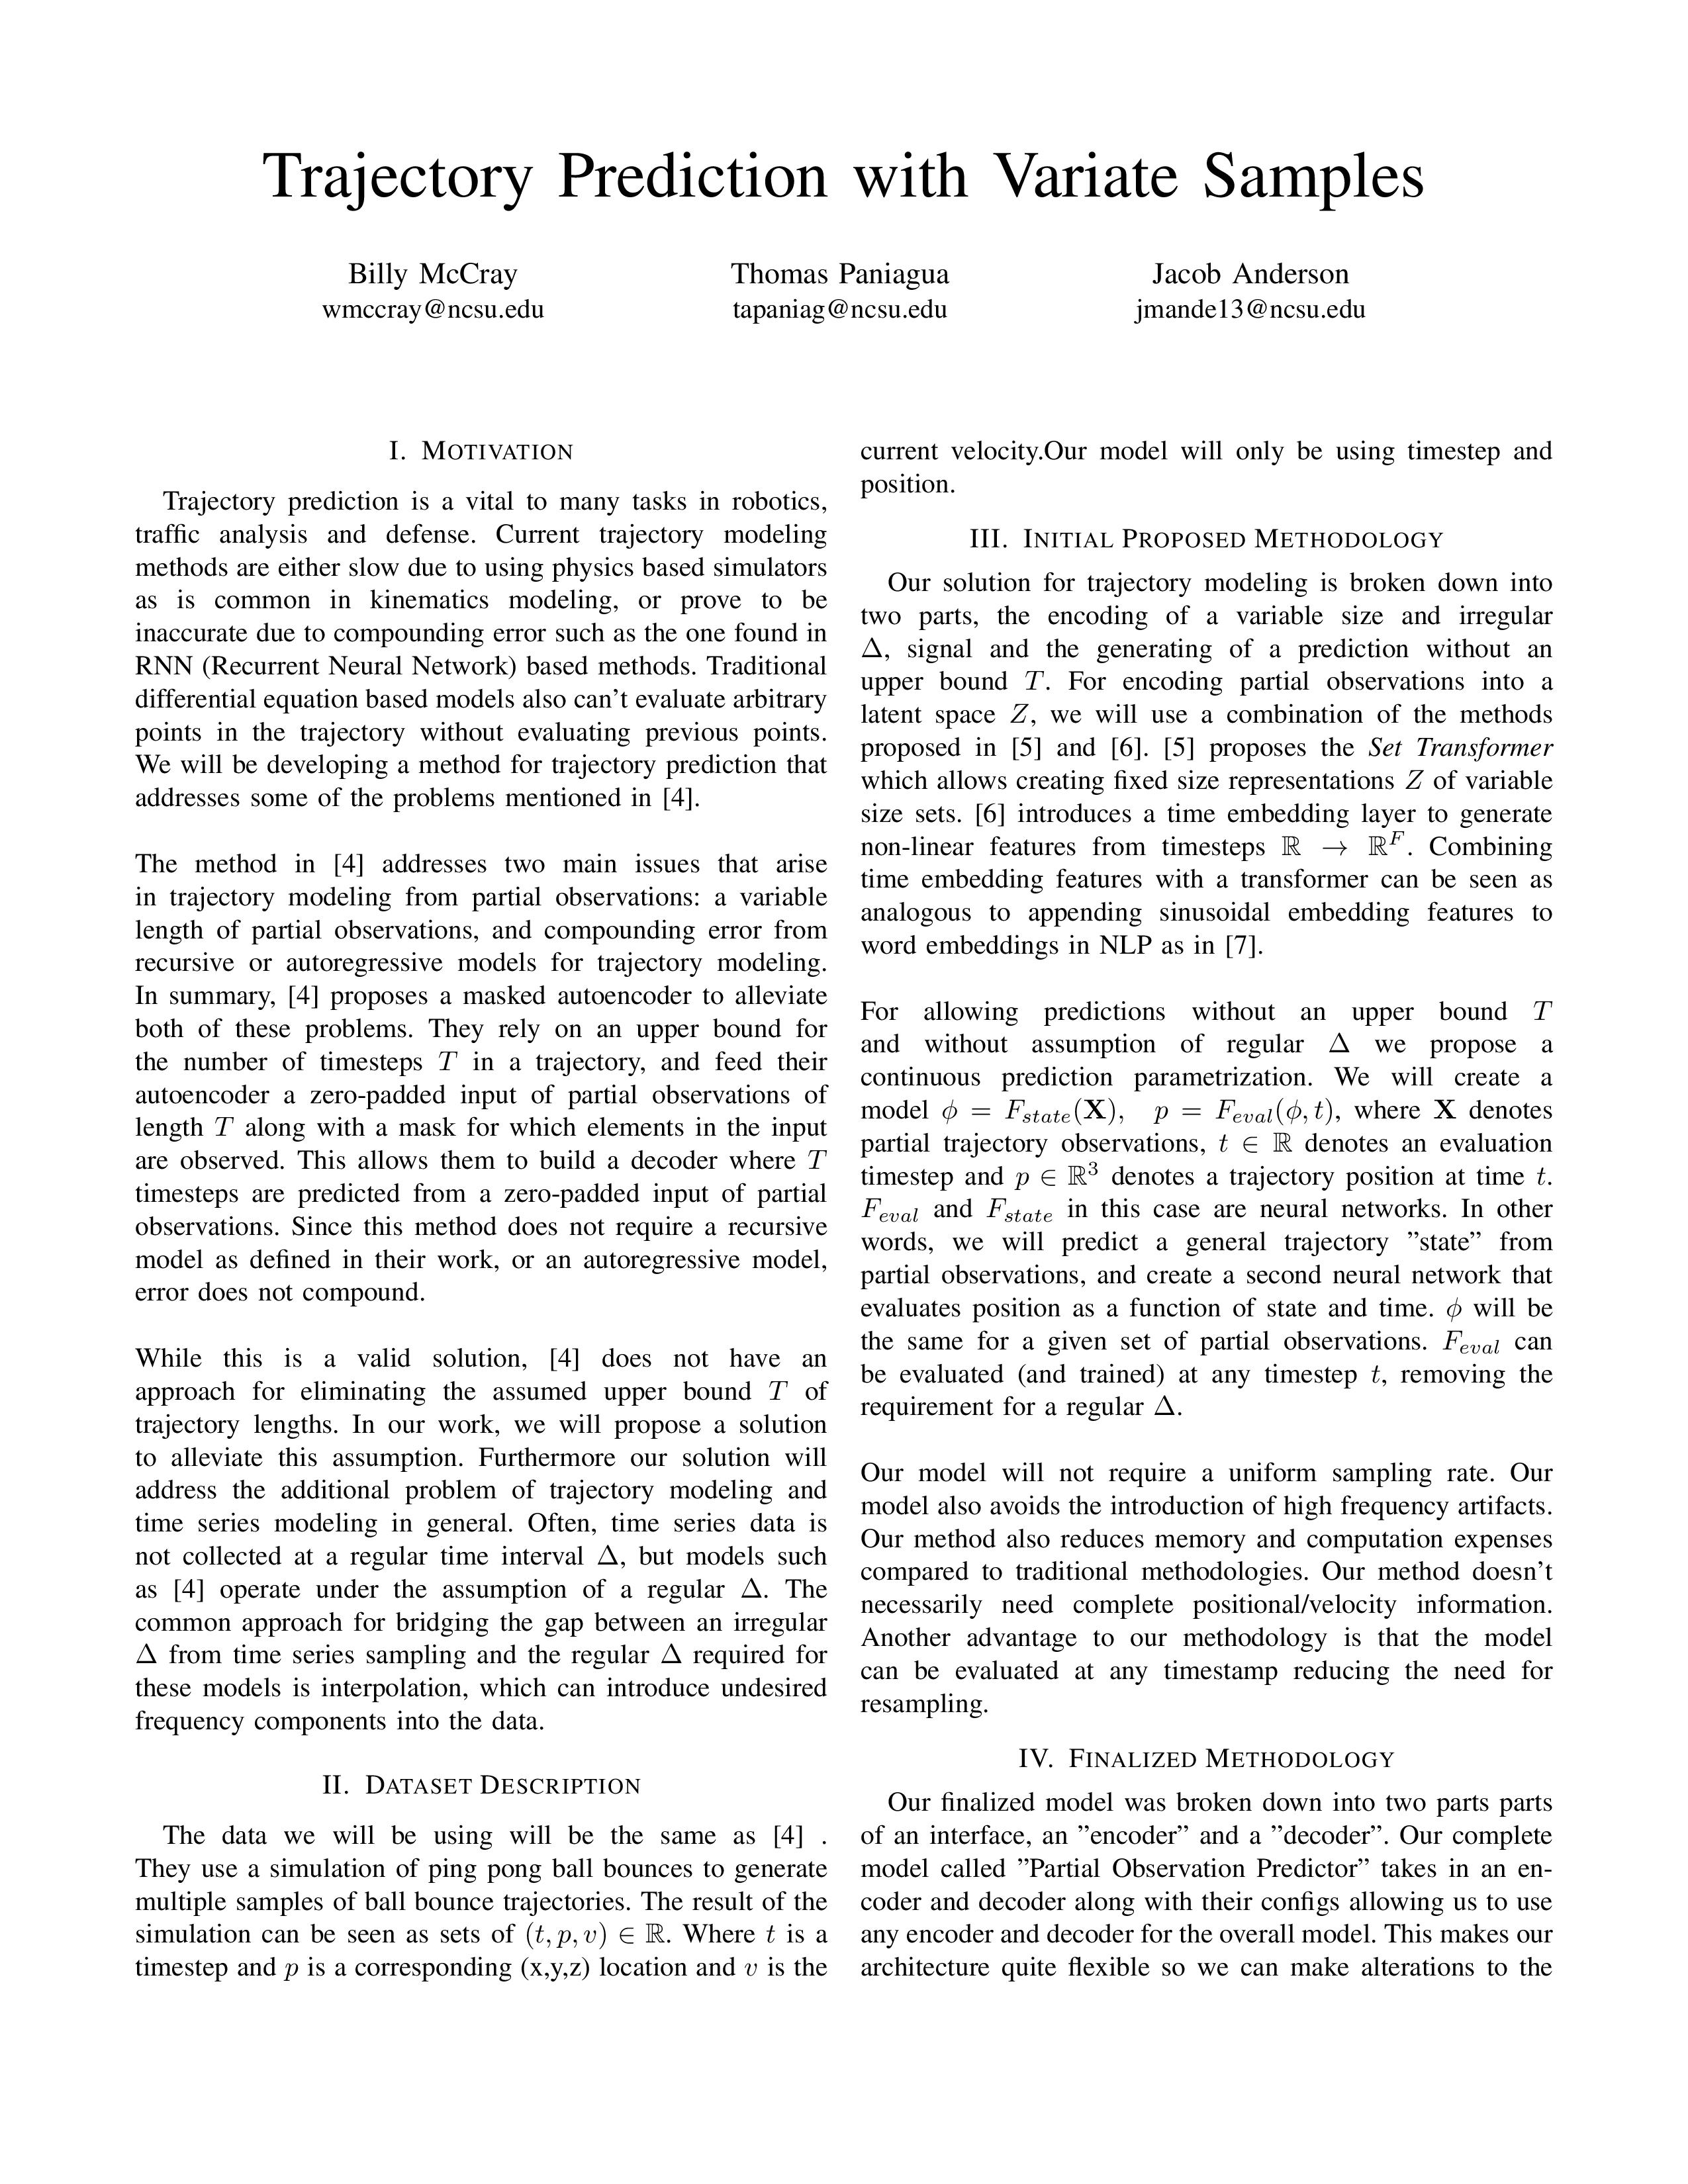 Trajectory Prediction with Variate Samples
Billy McCray
wmccray@ncsu.edu
Thomas Paniagua
tapaniag@ncsu.edu
Jacob Anderson
jmande13@ncsu.edu
I. MOTIVATION
Trajectory prediction is a vital to many tasks in robotics,
traffic analysis and defense. Current trajectory modeling
methods are either slow due to using physics based simulators
as is common in kinematics modeling, or prove to be
inaccurate due to compounding error such as the one found in
RNN (Recurrent Neural Network) based methods. Traditional
differential equation based models also can't evaluate arbitrary
points in the trajectory without evaluating previous points.
We will be developing a method for trajectory prediction that
addresses some of the problems mentioned in [4].
The method in [4] addresses two main issues that arise
in trajectory modeling from partial observations: a variable
length of partial observations, and compounding error from
recursive or autoregressive models for trajectory modeling.
In summary, [4] proposes a masked autoencoder to alleviate
both of these problems. They rely on an upper bound for
the number of timesteps T in a trajectory, and feed their
autoencoder a zero-padded input of partial observations of
length T along with a mask for which elements in the input
are observed. This allows them to build a decoder where T
timesteps are predicted from a zero-padded input of partial
observations. Since this method does not require a recursive
model as defined in their work, or an autoregressive model,
error does not compound.
While this is a valid solution, [4] does not have an
approach for eliminating the assumed upper bound T of
trajectory lengths. In our work, we will propose a solution
to alleviate this assumption. Furthermore our solution will
address the additional problem of trajectory modeling and
time series modeling in general. Often, time series data is
not collected at a regular time interval Δ, but models such
as [4] operate under the assumption of a regular Δ. The
common approach for bridging the gap between an irregular
Δ from time series sampling and the regular Δ required for
these models is interpolation, which can introduce undesired
frequency components into the data.
II. DATASET DESCRIPTION
The data we will be using will be the same as [4] .
They use a simulation of ping pong ball bounces to generate
multiple samples of ball bounce trajectories. The result of the
simulation can be seen as sets of (t, p, v) ∈ ℝ. Where t is a
timestep and p is a corresponding (x,y,z) location and v is the
current velocity.Our model will only be using timestep and
position.
III. INITIAL PROPOSED METHODOLOGY
Our solution for trajectory modeling is broken down into
two parts, the encoding of a variable size and irregular
Δ, signal and the generating of a prediction without an
upper bound T. For encoding partial observations into a
latent space Z, we will use a combination of the methods
proposed in [5] and [6]. [5] proposes the Set Transformer
which allows creating fixed size representations Z of variable
size sets. [6] introduces a time embedding layer to generate
non-linear features from timesteps ℝ → ℝ^F. Combining
time embedding features with a transformer can be seen as
analogous to appending sinusoidal embedding features to
word embeddings in NLP as in [7].
For allowing predictions without an upper bound T
and without assumption of regular Δ we propose a
continuous prediction parametrization. We will create a
model ϕ = F_state(X), p = F_eval(ϕ, t), where X denotes
partial trajectory observations, t ∈ ℝ denotes an evaluation
timestep and p ∈ ℝ³ denotes a trajectory position at time t.
F_eval and F_state in this case are neural networks. In other
words, we will predict a general trajectory ”state” from
partial observations, and create a second neural network that
evaluates position as a function of state and time. ϕ will be
the same for a given set of partial observations. F_eval can
be evaluated (and trained) at any timestep t, removing the
requirement for a regular Δ.
Our model will not require a uniform sampling rate. Our
model also avoids the introduction of high frequency artifacts.
Our method also reduces memory and computation expenses
compared to traditional methodologies. Our method doesn't
necessarily need complete positional/velocity information.
Another advantage to our methodology is that the model
can be evaluated at any timestamp reducing the need for
resampling.
IV. FINALIZED METHODOLOGY
Our finalized model was broken down into two parts parts
of an interface, an ”encoder” and a ”decoder”. Our complete
model called ”Partial Observation Predictor” takes in an en-
coder and decoder along with their configs allowing us to use
any encoder and decoder for the overall model. This makes our
architecture quite flexible so we can make alterations to the